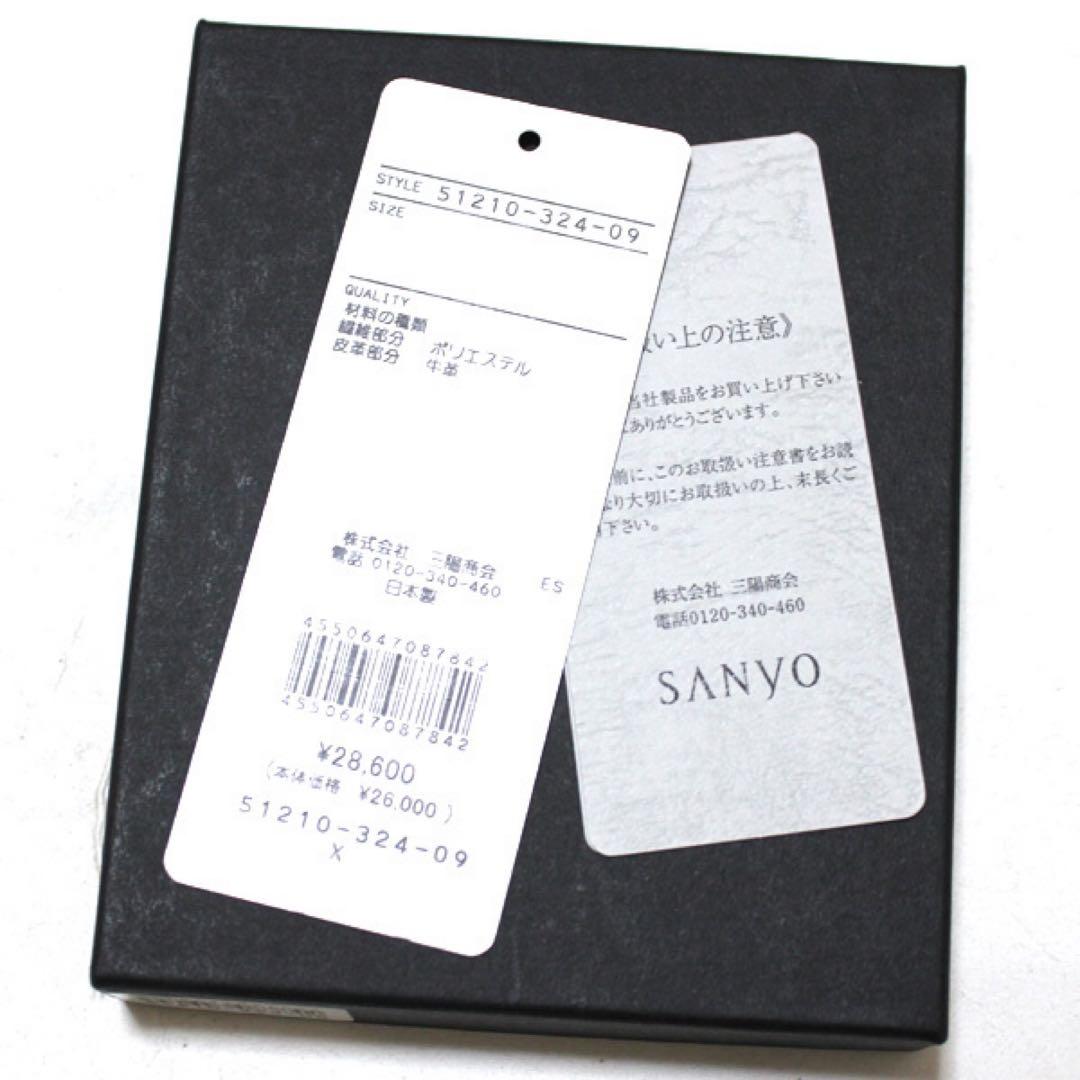 STYLE 51210-324-09
SIZE
QUALITY
材料の種類
繊維部分 ポリエステル
皮革部分 牛革
株式会社 三陽商会 ES
電話 0120-340-460
日本製
4550647087842
4550647087842
¥28,600
(本体価格 ¥26,000)
51210-324-09
X
扱い上の注意》
当社製品をお買い上げ下さい
ありがとうございます。
前に、このお取扱い注意書をお読
より大切にお取扱いの上、末長くご
下さい。
株式会社 三陽商会
電話0120-340-460
SANYO